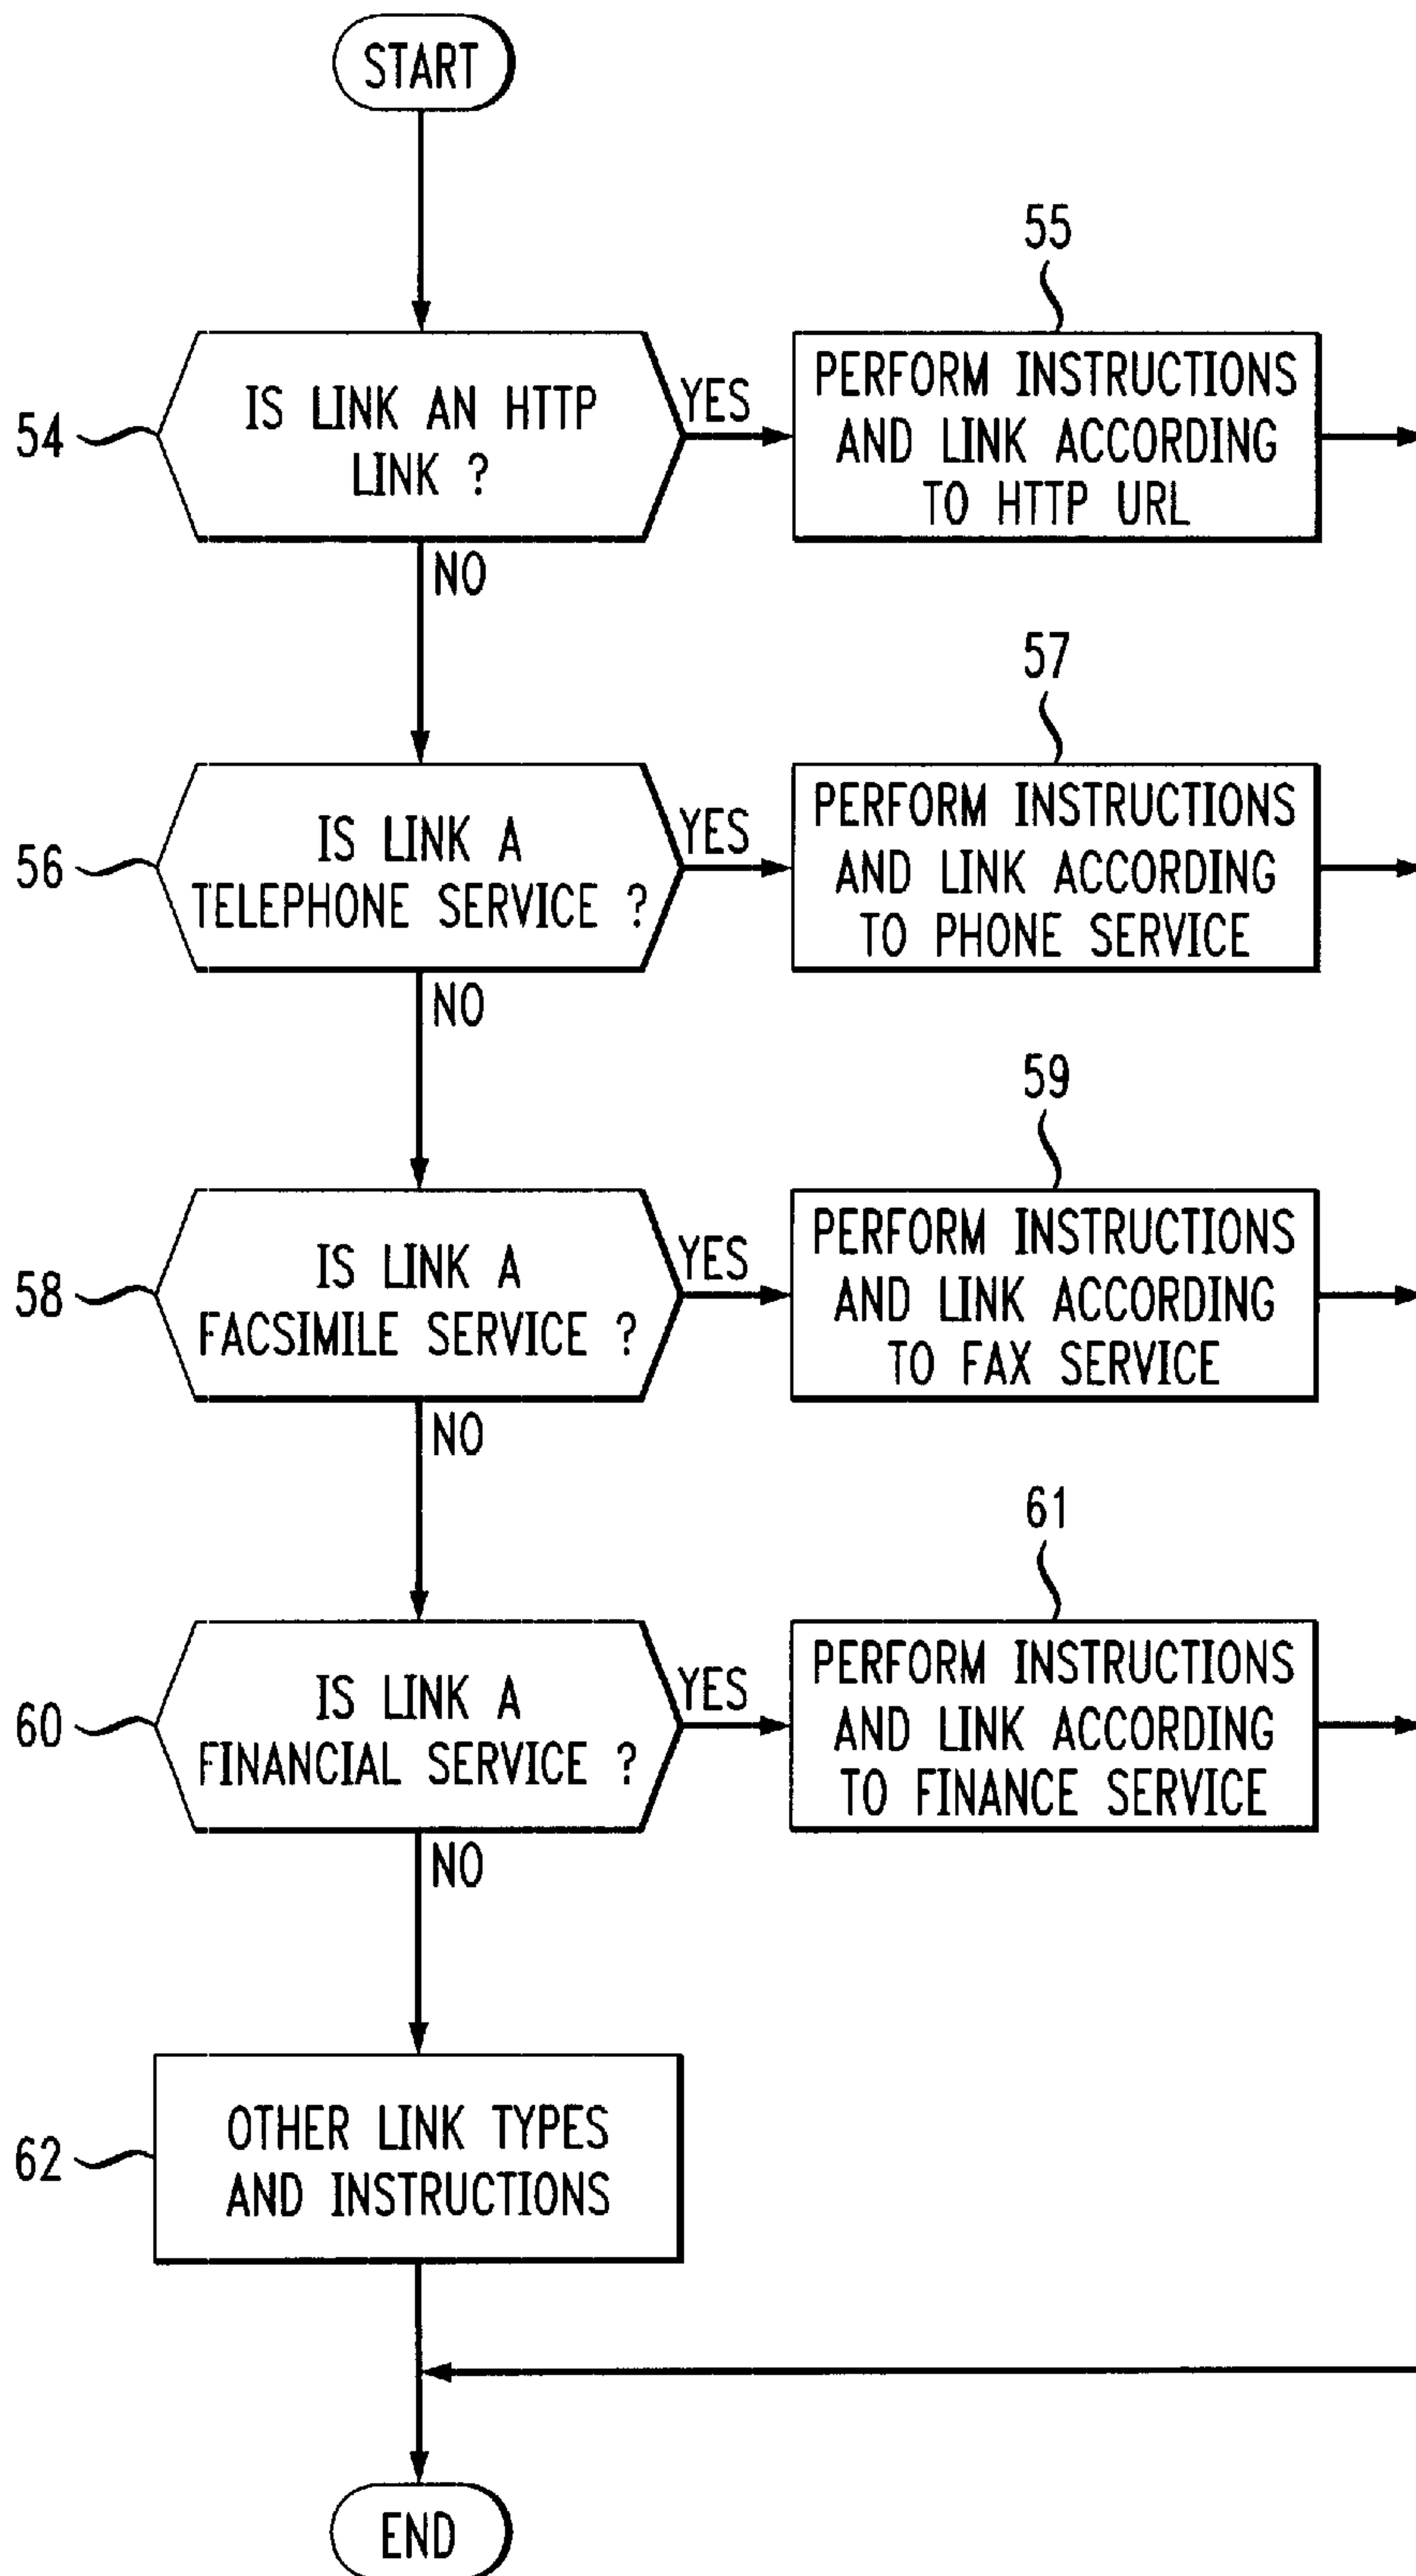 START
55
54
IS LINK AN HTTP
LINK ?
YES
PERFORM INSTRUCTIONS
AND LINK ACCORDING
TO HTTP URL
NO
57
56
IS LINK A
TELEPHONE SERVICE ?
YES
PERFORM INSTRUCTIONS
AND LINK ACCORDING
TO PHONE SERVICE
NO
59
58
IS LINK A
FACSIMILE SERVICE ?
YES
PERFORM INSTRUCTIONS
AND LINK ACCORDING
TO FAX SERVICE
NO
61
60
IS LINK A
FINANCIAL SERVICE ?
YES
PERFORM INSTRUCTIONS
AND LINK ACCORDING
TO FINANCE SERVICE
NO
62
OTHER LINK TYPES
AND INSTRUCTIONS
END